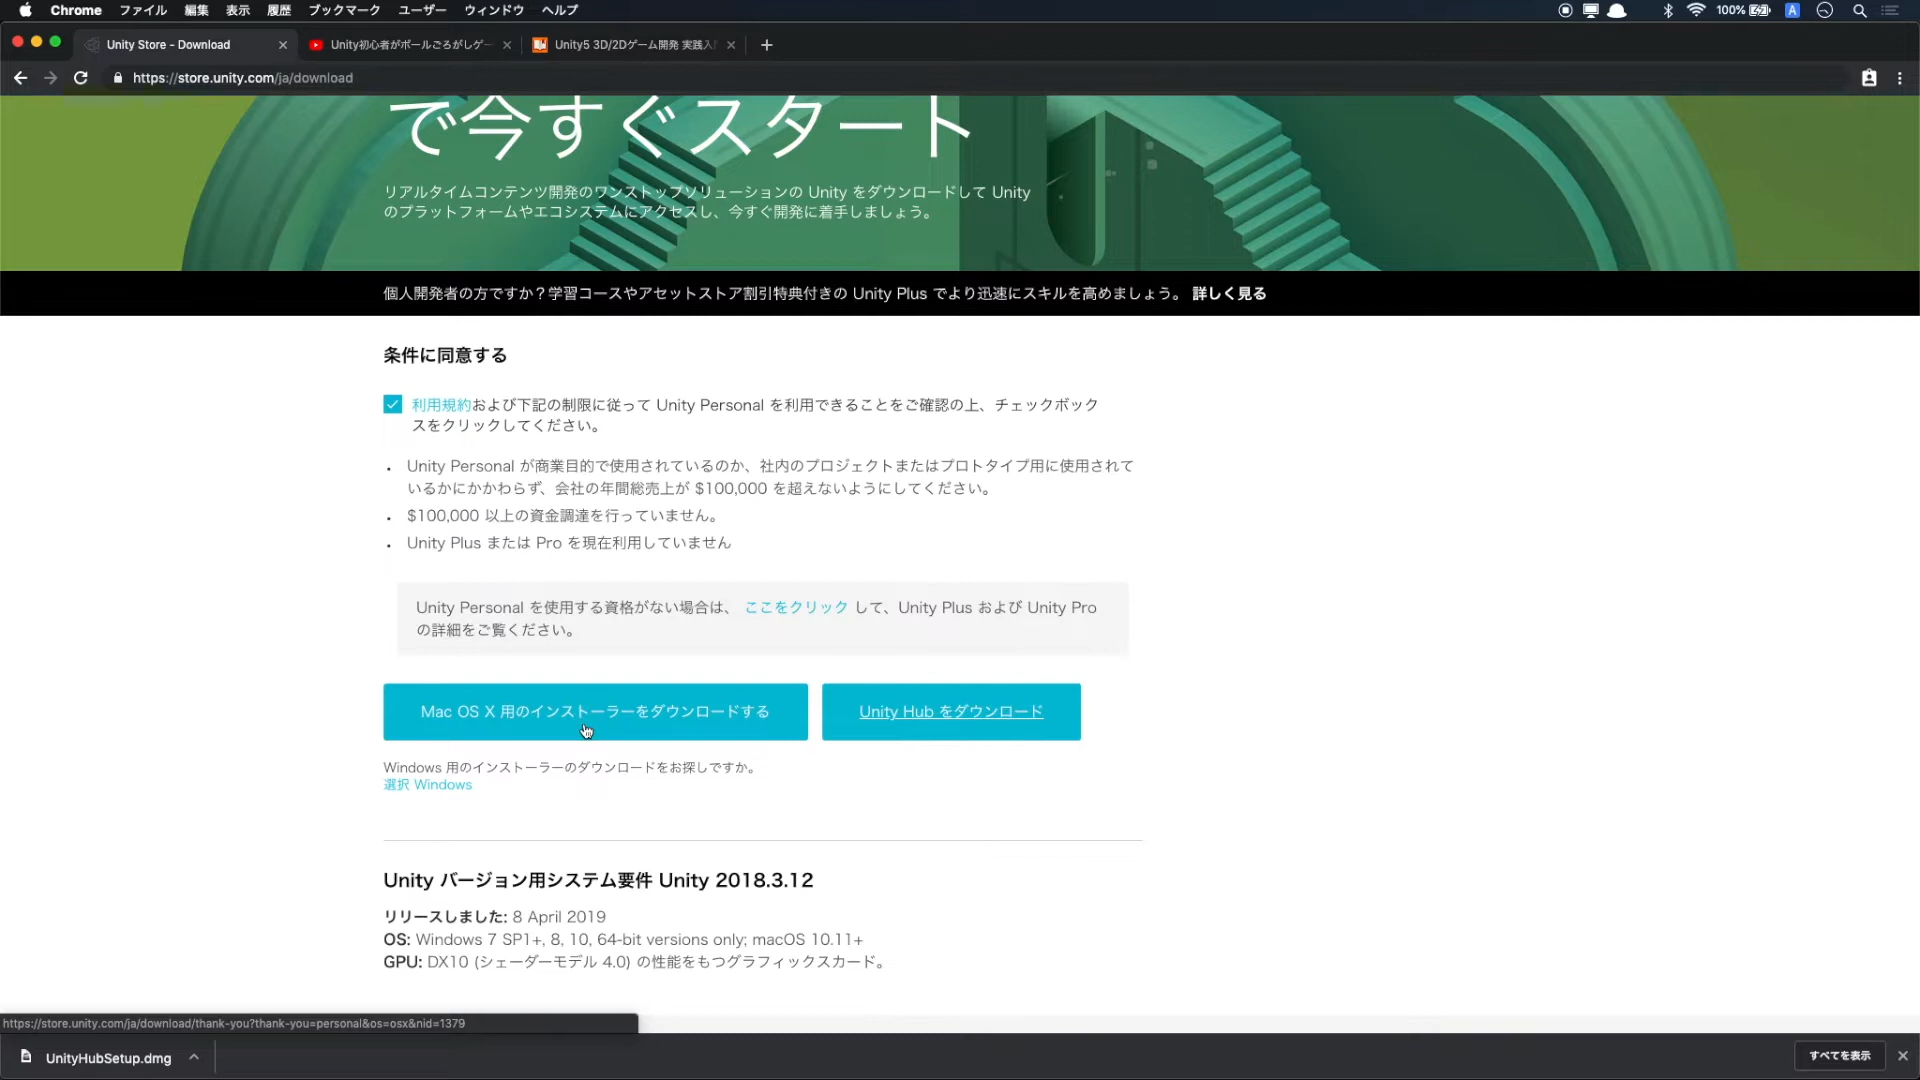 Chrome ファイル 編集 表示 履歴 ブックマーク ユーザー ウィンドウ ヘルプ 100% A
Unity Store - Download
Unity初心者がボールころがしゲー
Unity5 3D/2Dゲーム開発 実践入
https://store.unity.com/ja/download
で今すぐスタート
リアルタイムコンテンツ開発のワンストップソリューションの Unity をダウンロードして Unity
のプラットフォームやエコシステムにアクセスし、今すぐ開発に着手しましょう。
個人開発者の方ですか？学習コースやアセットストア割引特典付きの Unity Plus でより迅速にスキルを高めましょう。 詳しく見る
条件に同意する
利用規約および下記の制限に従って Unity Personal を利用できることをご確認の上、チェックボック
スをクリックしてください。
Unity Personal が商業目的で使用されているのか、社内のプロジェクトまたはプロトタイプ用に使用されて
いるかにかかわらず、会社の年間総売上が $100,000 を超えないようにしてください。
$100,000 以上の資金調達を行っていません。
Unity Plus または Pro を現在利用していません
Unity Personal を使用する資格がない場合は、 ここをクリック して、Unity Plus および Unity Pro
の詳細をご覧ください。
Mac OS X 用のインストーラーをダウンロードする
Unity Hub をダウンロード
Windows 用のインストーラーのダウンロードをお探しですか。
選択 Windows
Unity バージョン用システム要件 Unity 2018.3.12
リリースしました: 8 April 2019
OS: Windows 7 SP1+, 8, 10, 64-bit versions only; macOS 10.11+
GPU: DX10 (シェーダーモデル 4.0) の性能をもつグラフィックスカード。
https://store.unity.com/ja/download/thank-you?thank-you=personal&os=osx&nid=1379
UnityHubSetup.dmg
すべてを表示